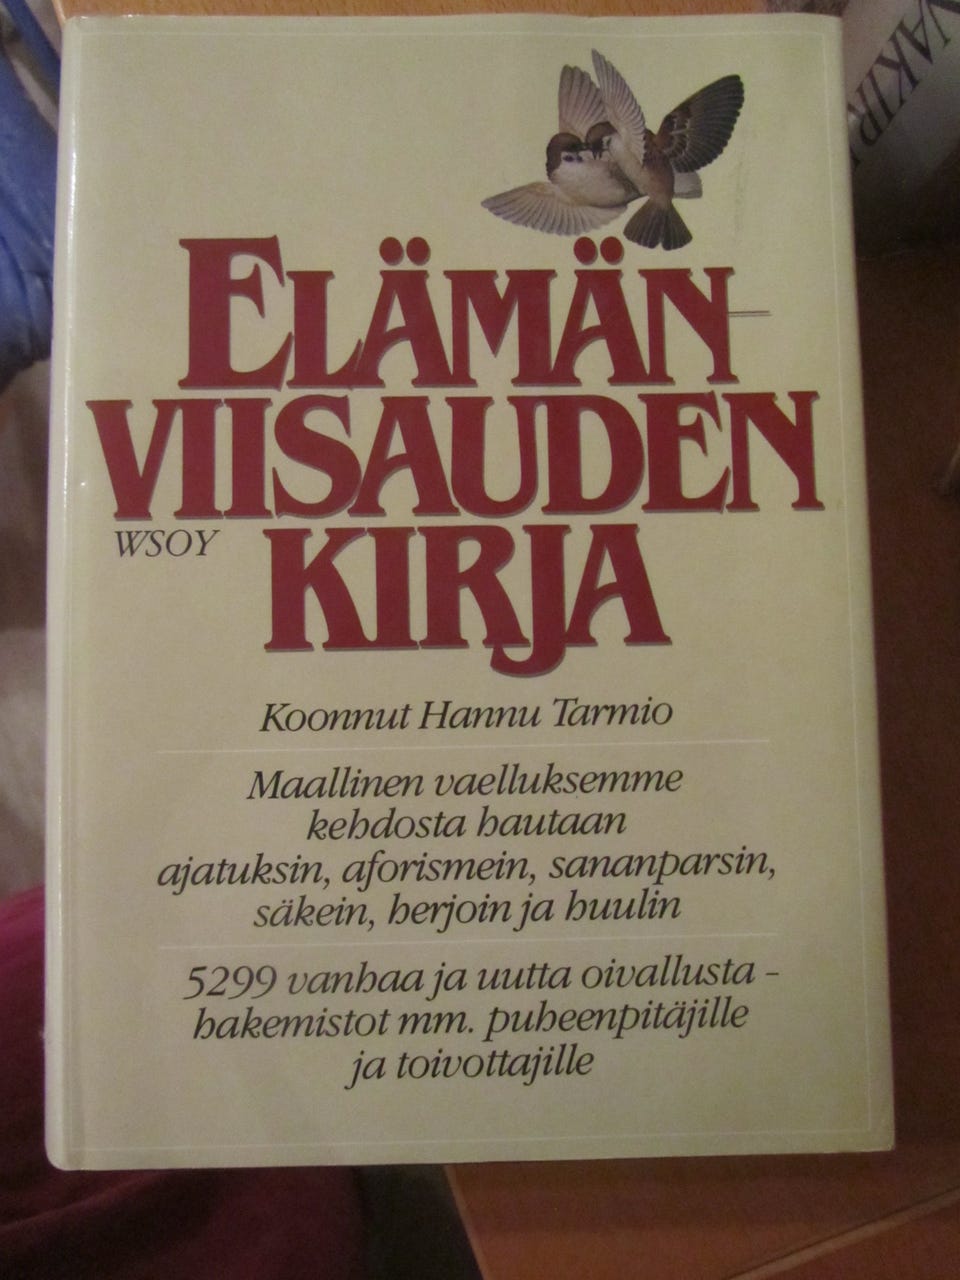 ELÄMÄN-
VIISAUDEN
WSOY
KIRJA
Koonnut Hannu Tarmio
Maallinen vaelluksemme
kehdosta hautaan
ajatuksin, aforismein, sananparsin,
säkein, herjoin ja huulin
5299 vanhaa ja uutta oivallusta –
hakemistot mm. puheenpitäjille
ja toivottajille